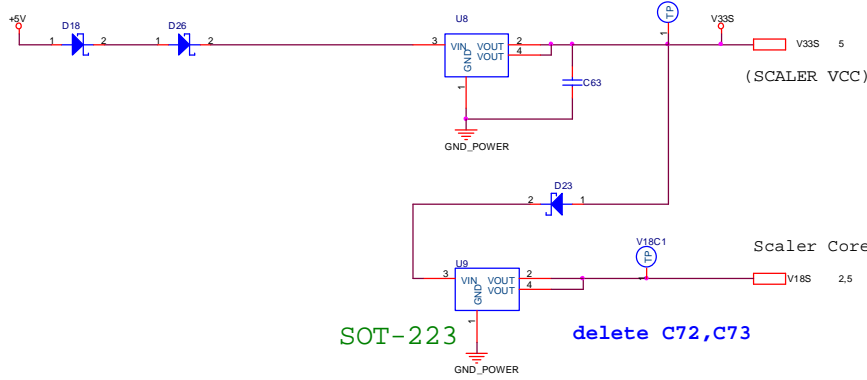 +5V
D18
D26
U8
TP
V33S
1
2
1
2
3
VIN
VOUT
2
VOUT
4
GND
1
1
V33S 5
(SCALER VCC)
C63
GND_POWER
D23
2
1
V18C1
TP
Scaler Core
U9
3
VIN
VOUT
2
VOUT
4
GND
1
1
V18S 2,5
SOT-223
delete C72,C73
GND_POWER